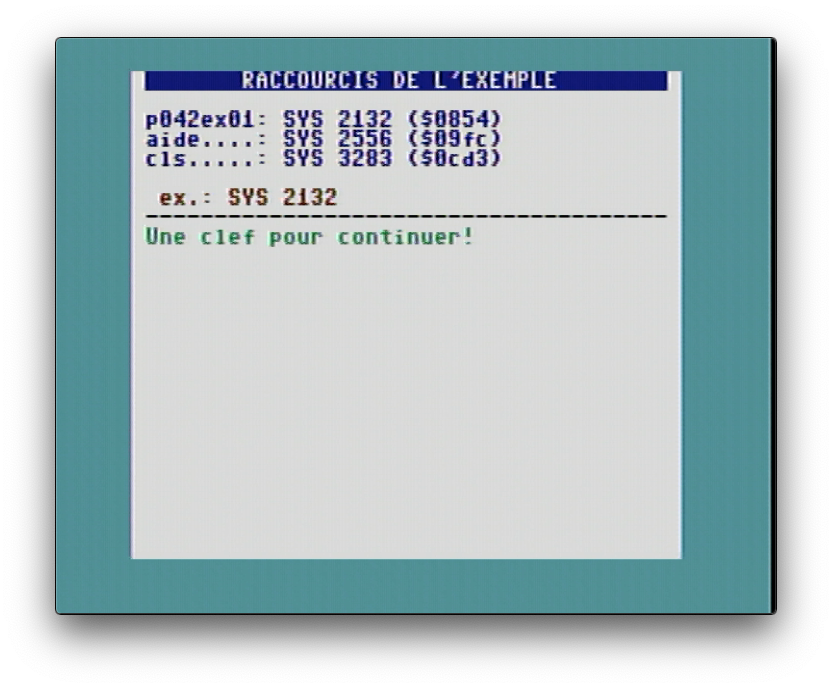 RACCOURCIS DE L'EXEMPLE
p042ex01: SYS 2132 ($0854)
aide....: SYS 2556 ($09fc)
cls.....: SYS 3283 ($0cd3)
ex.: SYS 2132
--------------------------------------
Une clef pour continuer!